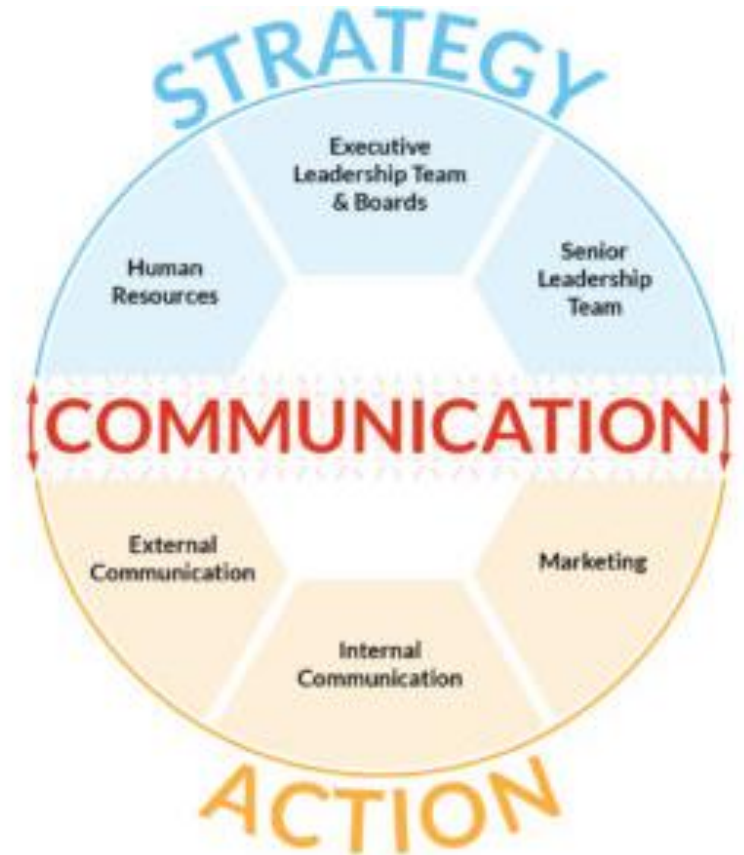 STRATEGY
Executive
Leadership Team
& Boards
Human
Resources
Senior
Leadership
Team
COMMUNICATION
External
Communication
Marketing
Internal
Communication
ACTION